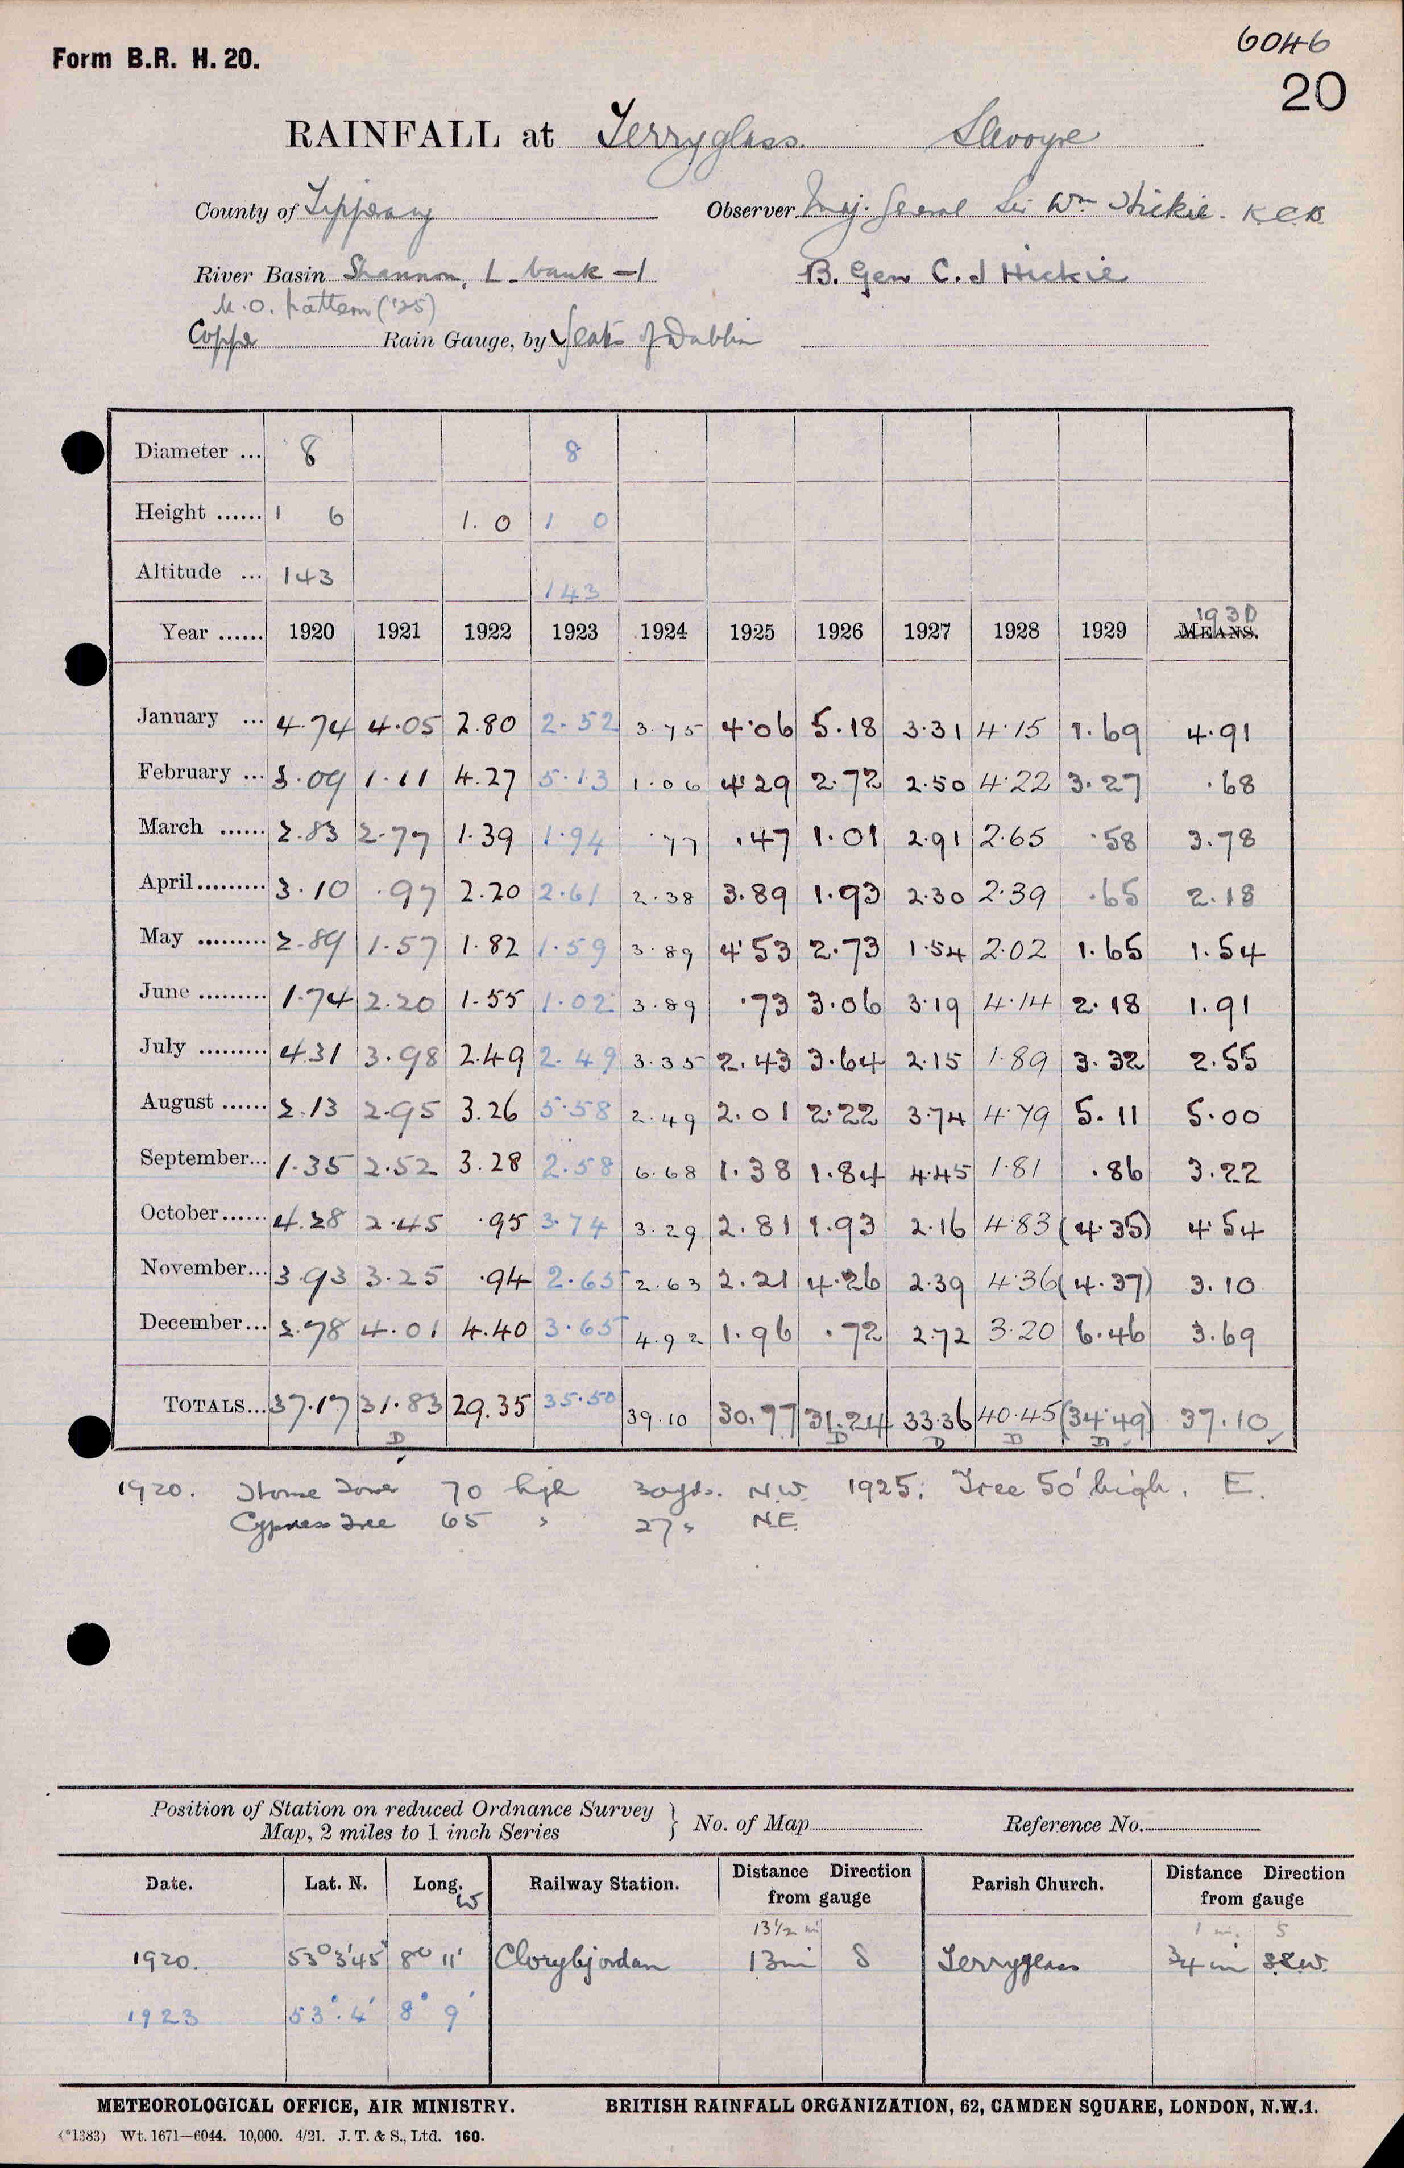 Form B.R. H. 20.
6046
20
RAINFALL at Terryglass Slevoyre
County of Tipperary Observer Maj. General Sir Wm Hickie. K.C.B.
River Basin Shannon, L. bank -1 B. Gen C. J Hickie
M.O. pattern ('25)
Copper Rain Gauge, by Yeats of Dublin
Diameter ... 8 8
Height ...... 1 6 1. 0 1 0
Altitude ... 143 143
Year ...... 1920 1921 1922 1923 1924 1925 1926 1927 1928 1929 MEANS. 1930
January ... 4.74 4.05 2.80 2.52 3.75 4.06 5.18 3.31 4.15 1.69 4.91
February ... 3.09 1.11 4.27 5.13 1.06 4.29 2.72 2.50 4.22 3.27 .68
March ...... 2.83 2.77 1.39 1.94 .77 .47 1.01 2.91 2.65 .58 3.78
April ......... 3.10 .97 2.20 2.61 2.38 3.89 1.93 2.30 2.39 .65 2.18
May ......... 2.89 1.57 1.82 1.59 3.89 4.53 2.73 1.54 2.02 1.65 1.54
June ......... 1.74 2.20 1.55 1.02 3.89 .73 3.06 3.19 4.14 2.18 1.91
July ......... 4.31 3.98 2.49 2.49 3.35 2.43 3.64 2.15 1.89 3.32 2.55
August ...... 2.13 2.95 3.26 5.58 2.49 2.01 2.22 3.74 4.79 5.11 5.00
September... 1.35 2.52 3.28 2.58 6.68 1.38 1.84 4.45 1.81 .86 3.22
October...... 4.28 2.45 .95 3.74 3.29 2.81 1.93 2.16 4.83 (4.35) 4.54
November... 3.93 3.25 .94 2.65 2.63 2.21 4.26 2.39 4.36 (4.37) 3.10
December... 2.78 4.01 4.40 3.65 4.92 1.96 .72 2.72 3.20 6.46 3.69
TOTALS... 37.17 31.83 29.35 35.50 39.10 30.77 31.24 33.36 40.45 (34.49) 37.10 ✓
D D D D D
1920. Stone Tower 70 high 30yds. N.W. 1925: Tree 50' high. E.
Cypress Tree 65 " 27 " N.E.
Position of Station on reduced Ordnance Survey Map, 2 miles to 1 inch Series } No. of Map Reference No.
Date. Lat. N. Long. W Railway Station. Distance Direction from gauge Parish Church. Distance Direction from gauge
13½ mi 1 mi. S
1920. 53° 3' 45" 8° 11' Cloughjordan 13mi S Terryglass ¾ mi SSW.
1923 53° 4' 8° 9'
METEOROLOGICAL OFFICE, AIR MINISTRY. BRITISH RAINFALL ORGANIZATION, 62, CAMDEN SQUARE, LONDON, N.W.1.
(*1383) Wt. 1671—6044. 10,000. 4/21. J. T. & S., Ltd. 160.